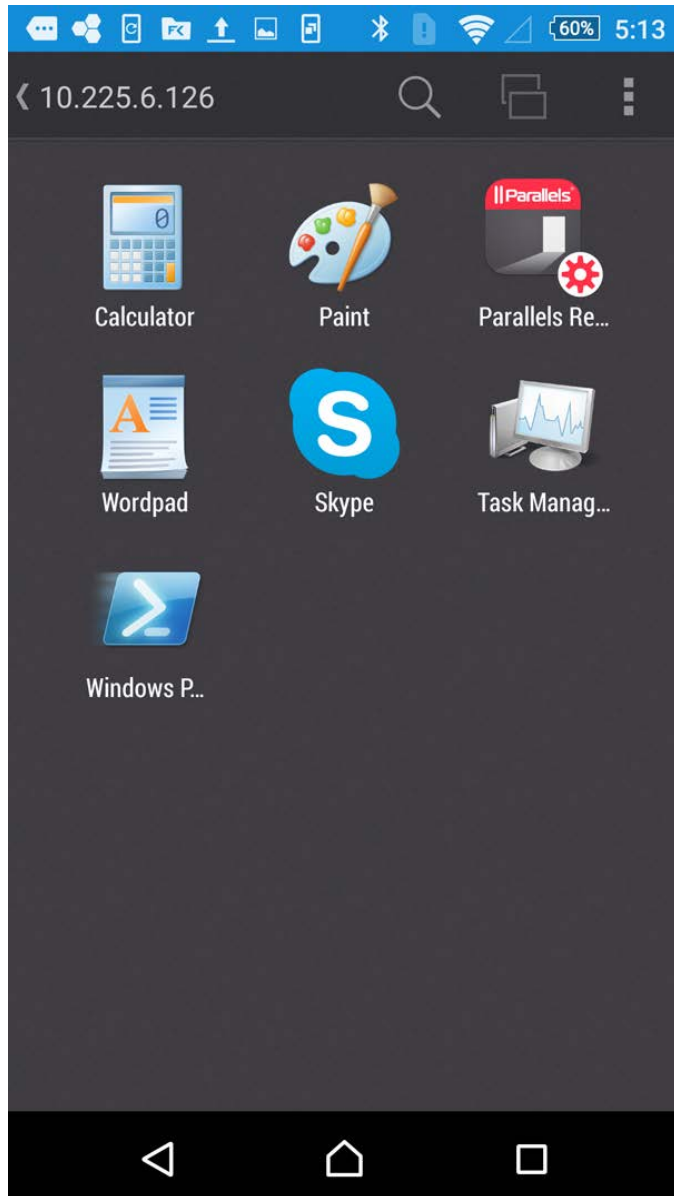 60% 5:13
10.225.6.126
0
Parallels
Calculator Paint Parallels Re...
A
S
Wordpad Skype Task Manag...
Windows P...